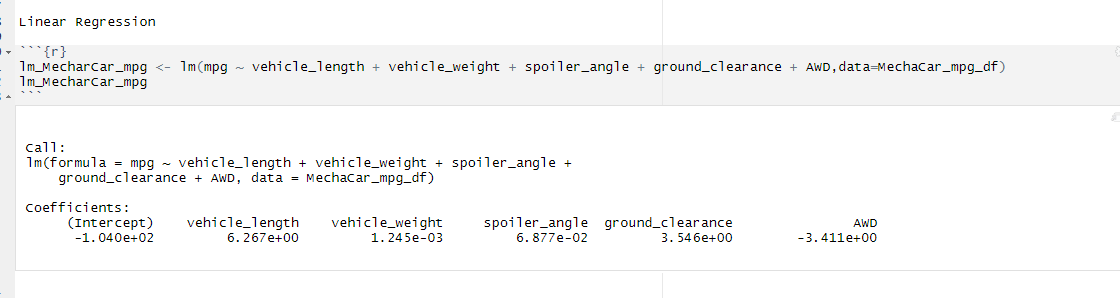 Linear Regression
```{r}
lm_MecharCar_mpg <- lm(mpg ~ vehicle_length + vehicle_weight + spoiler_angle + ground_clearance + AWD,data=MechaCar_mpg_df)
lm_MecharCar_mpg
```
Call:
lm(formula = mpg ~ vehicle_length + vehicle_weight + spoiler_angle +
    ground_clearance + AWD, data = MechaCar_mpg_df)
Coefficients:
     (Intercept)    vehicle_length    vehicle_weight     spoiler_angle  ground_clearance               AWD
      -1.040e+02         6.267e+00         1.245e-03         6.877e-02         3.546e+00        -3.411e+00